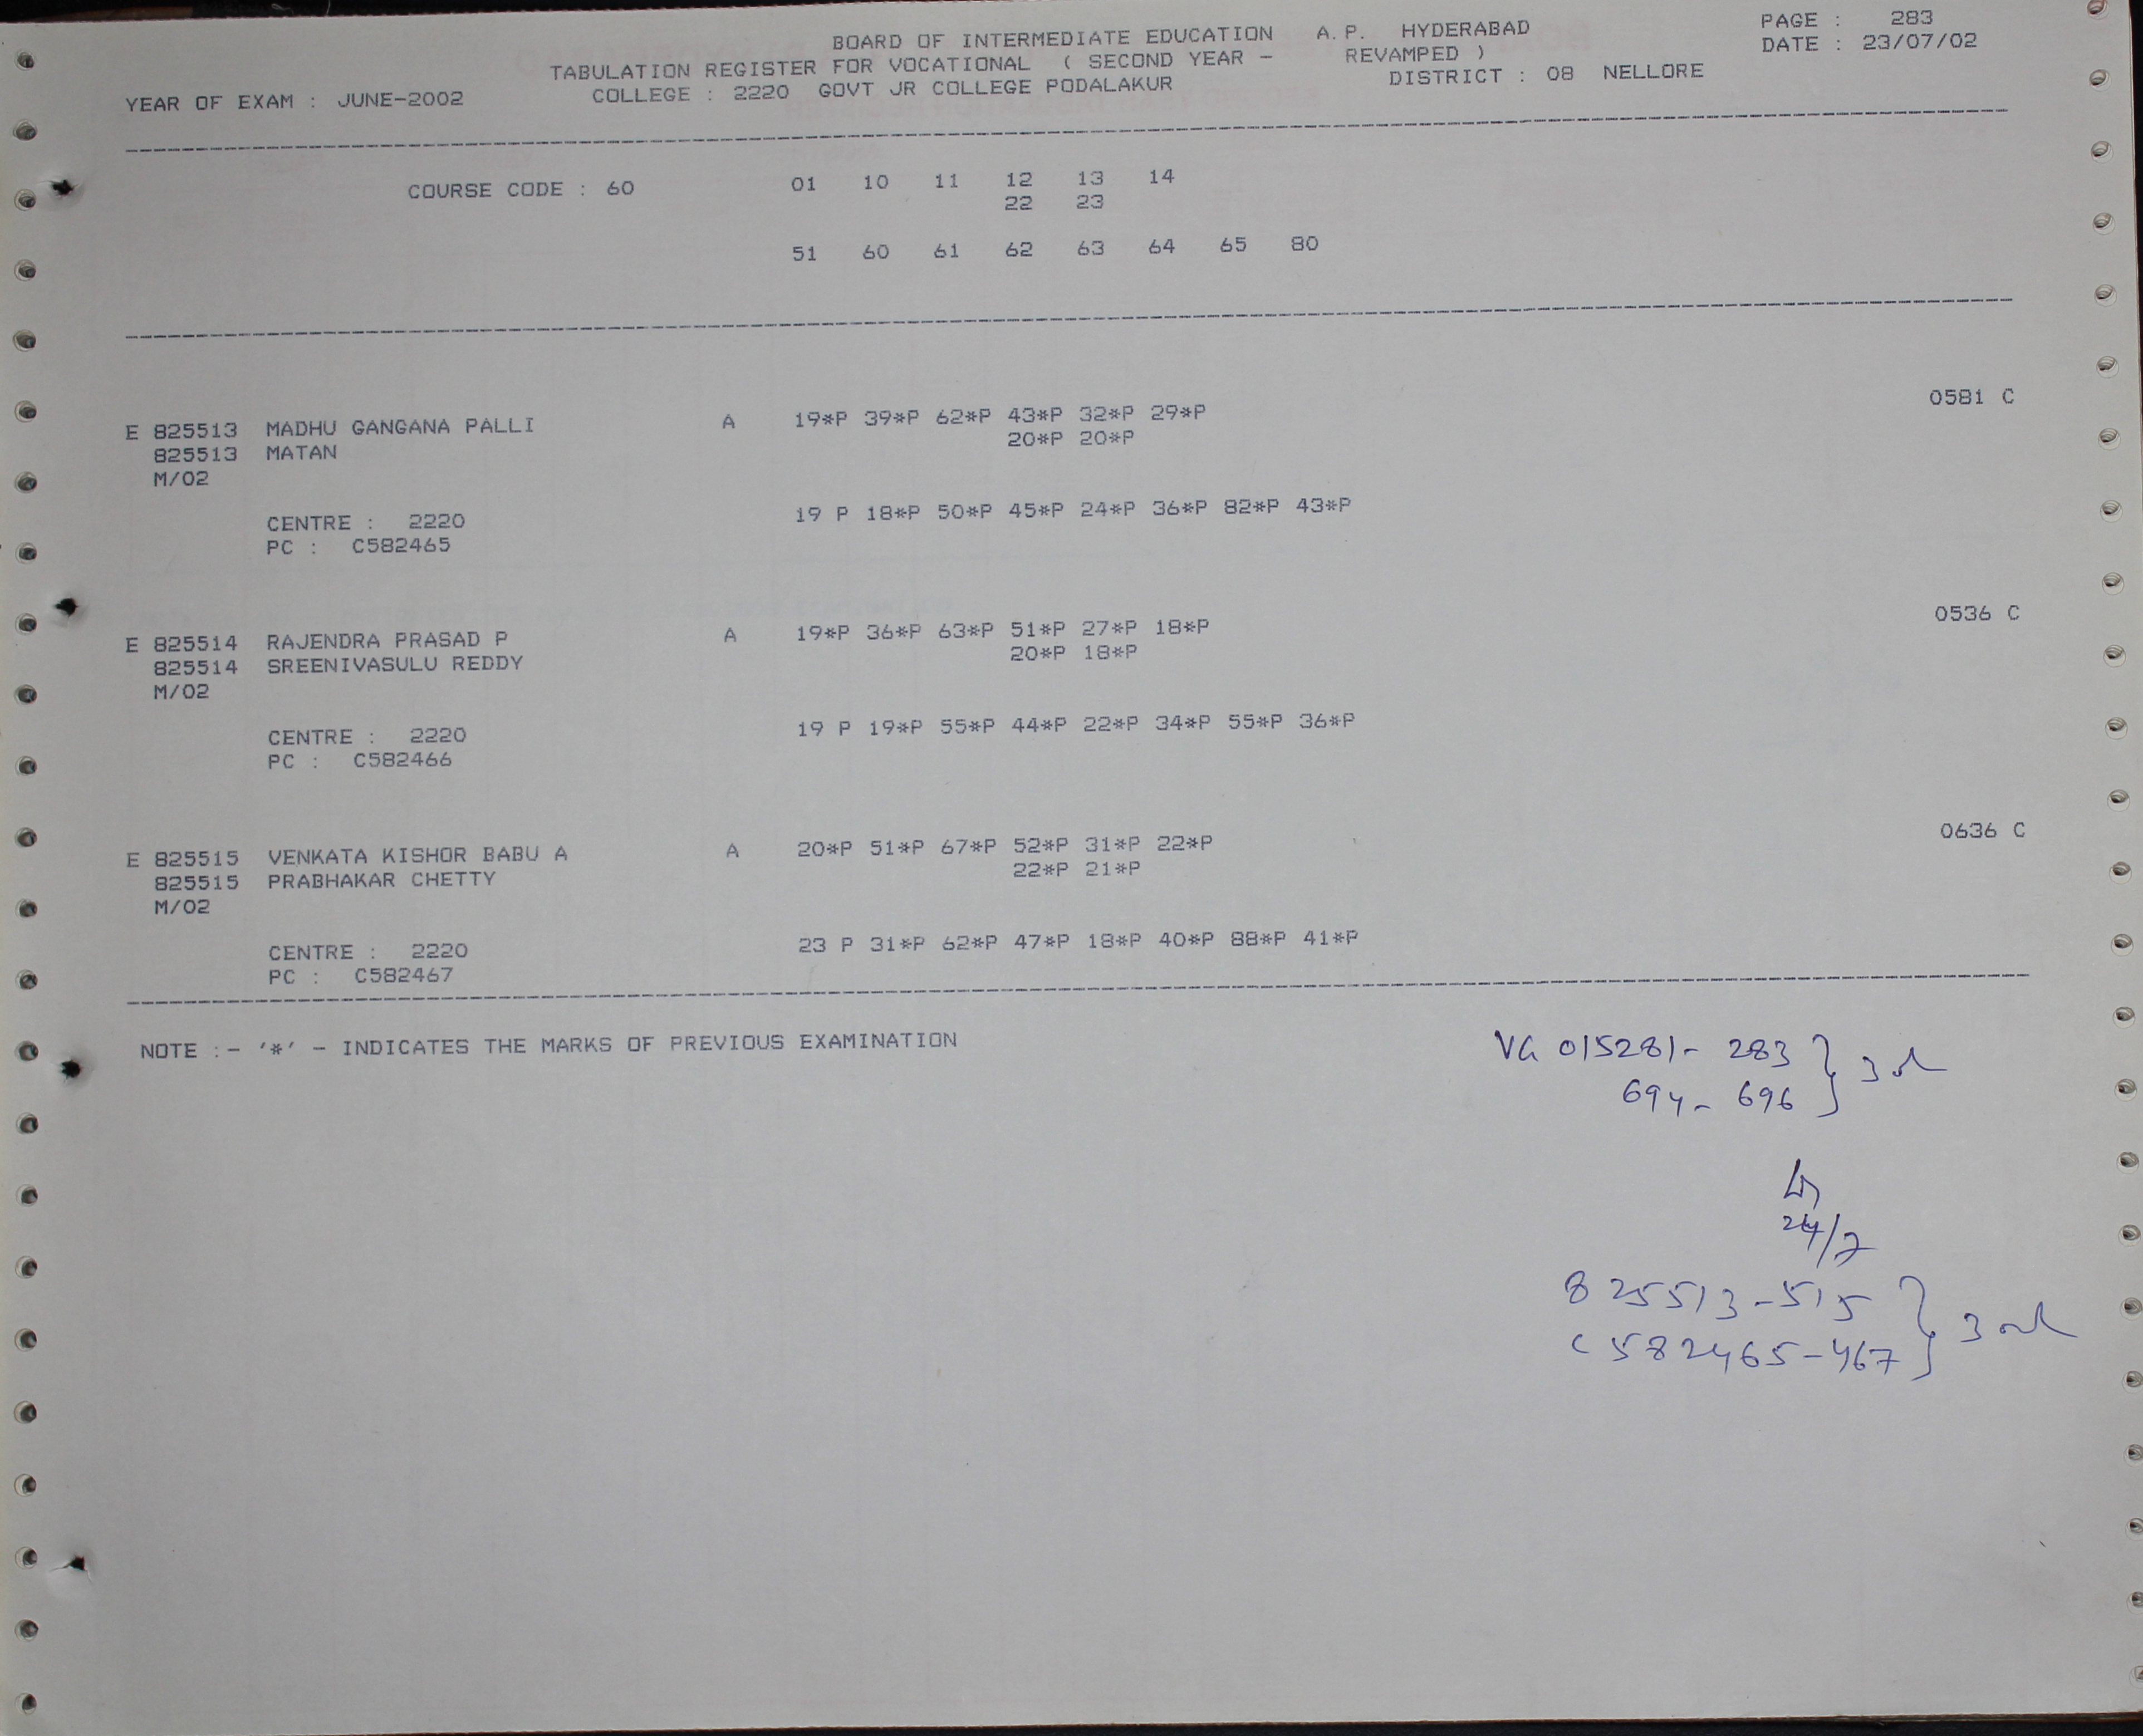 BOARD OF INTERMEDIATE EDUCATION A.P. HYDERABAD PAGE : 283
TABULATION REGISTER FOR VOCATIONAL ( SECOND YEAR - REVAMPED ) DATE : 23/07/02
YEAR OF EXAM : JUNE-2002 COLLEGE : 2220 GOVT JR COLLEGE PODALAKUR DISTRICT : 08 NELLORE
COURSE CODE : 60 01 10 11 12 13 14
22 23
51 60 61 62 63 64 65 80
E 825513 MADHU GANGANA PALLI A 19*P 39*P 62*P 43*P 32*P 29*P 0581 C
825513 MATAN 20*P 20*P
M/02
CENTRE : 2220 19 P 18*P 50*P 45*P 24*P 36*P 82*P 43*P
PC : C582465
E 825514 RAJENDRA PRASAD P A 19*P 36*P 63*P 51*P 27*P 18*P 0536 C
825514 SREENIVASULU REDDY 20*P 18*P
M/02
CENTRE : 2220 19 P 19*P 55*P 44*P 22*P 34*P 55*P 36*P
PC : C582466
E 825515 VENKATA KISHOR BABU A A 20*P 51*P 67*P 52*P 31*P 22*P 0636 C
825515 PRABHAKAR CHETTY 22*P 21*P
M/02
CENTRE : 2220 23 P 31*P 62*P 47*P 18*P 40*P 88*P 41*P
PC : C582467
NOTE :- '*' - INDICATES THE MARKS OF PREVIOUS EXAMINATION
VG 015281- 283 } 3
694- 696
24/7
825513-515 } 3
C582465-467